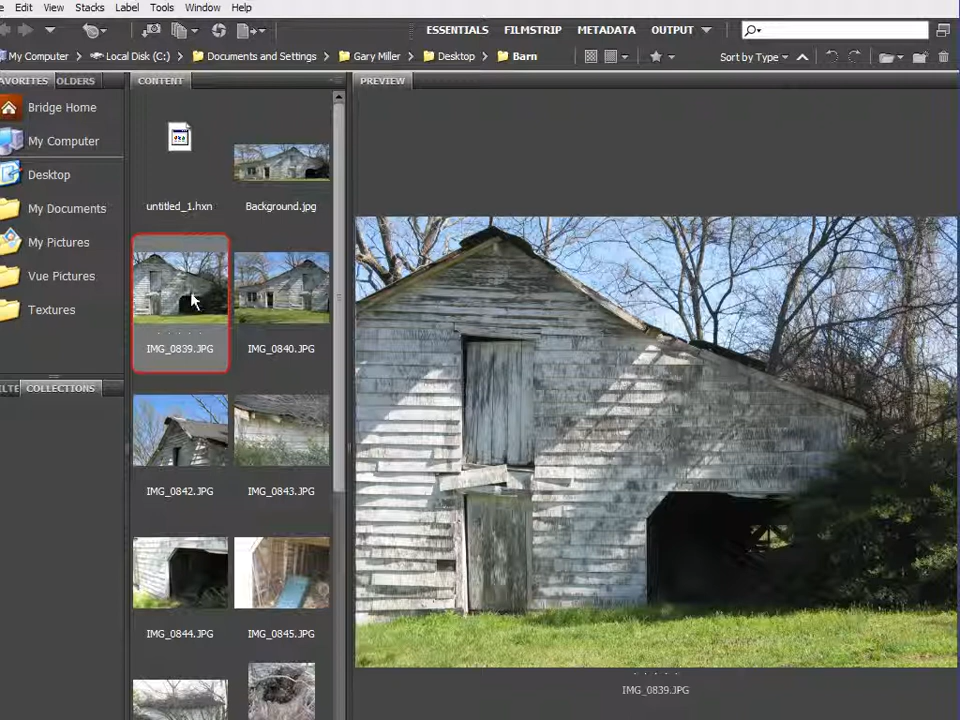 Edit View Stacks Label Tools Window Help
ESSENTIALS FILMSTRIP METADATA OUTPUT
My Computer Local Disk (C:) Documents and Settings Gary Miller Desktop Barn Sort by Type
AVORITES OLDERS CONTENT PREVIEW
Bridge Home
My Computer
Desktop
My Documents
My Pictures
Vue Pictures
Textures
FILTE COLLECTIONS
untitled_1.hxn Background.jpg
IMG_0839.JPG IMG_0840.JPG
IMG_0842.JPG IMG_0843.JPG
IMG_0844.JPG IMG_0845.JPG
IMG_0839.JPG